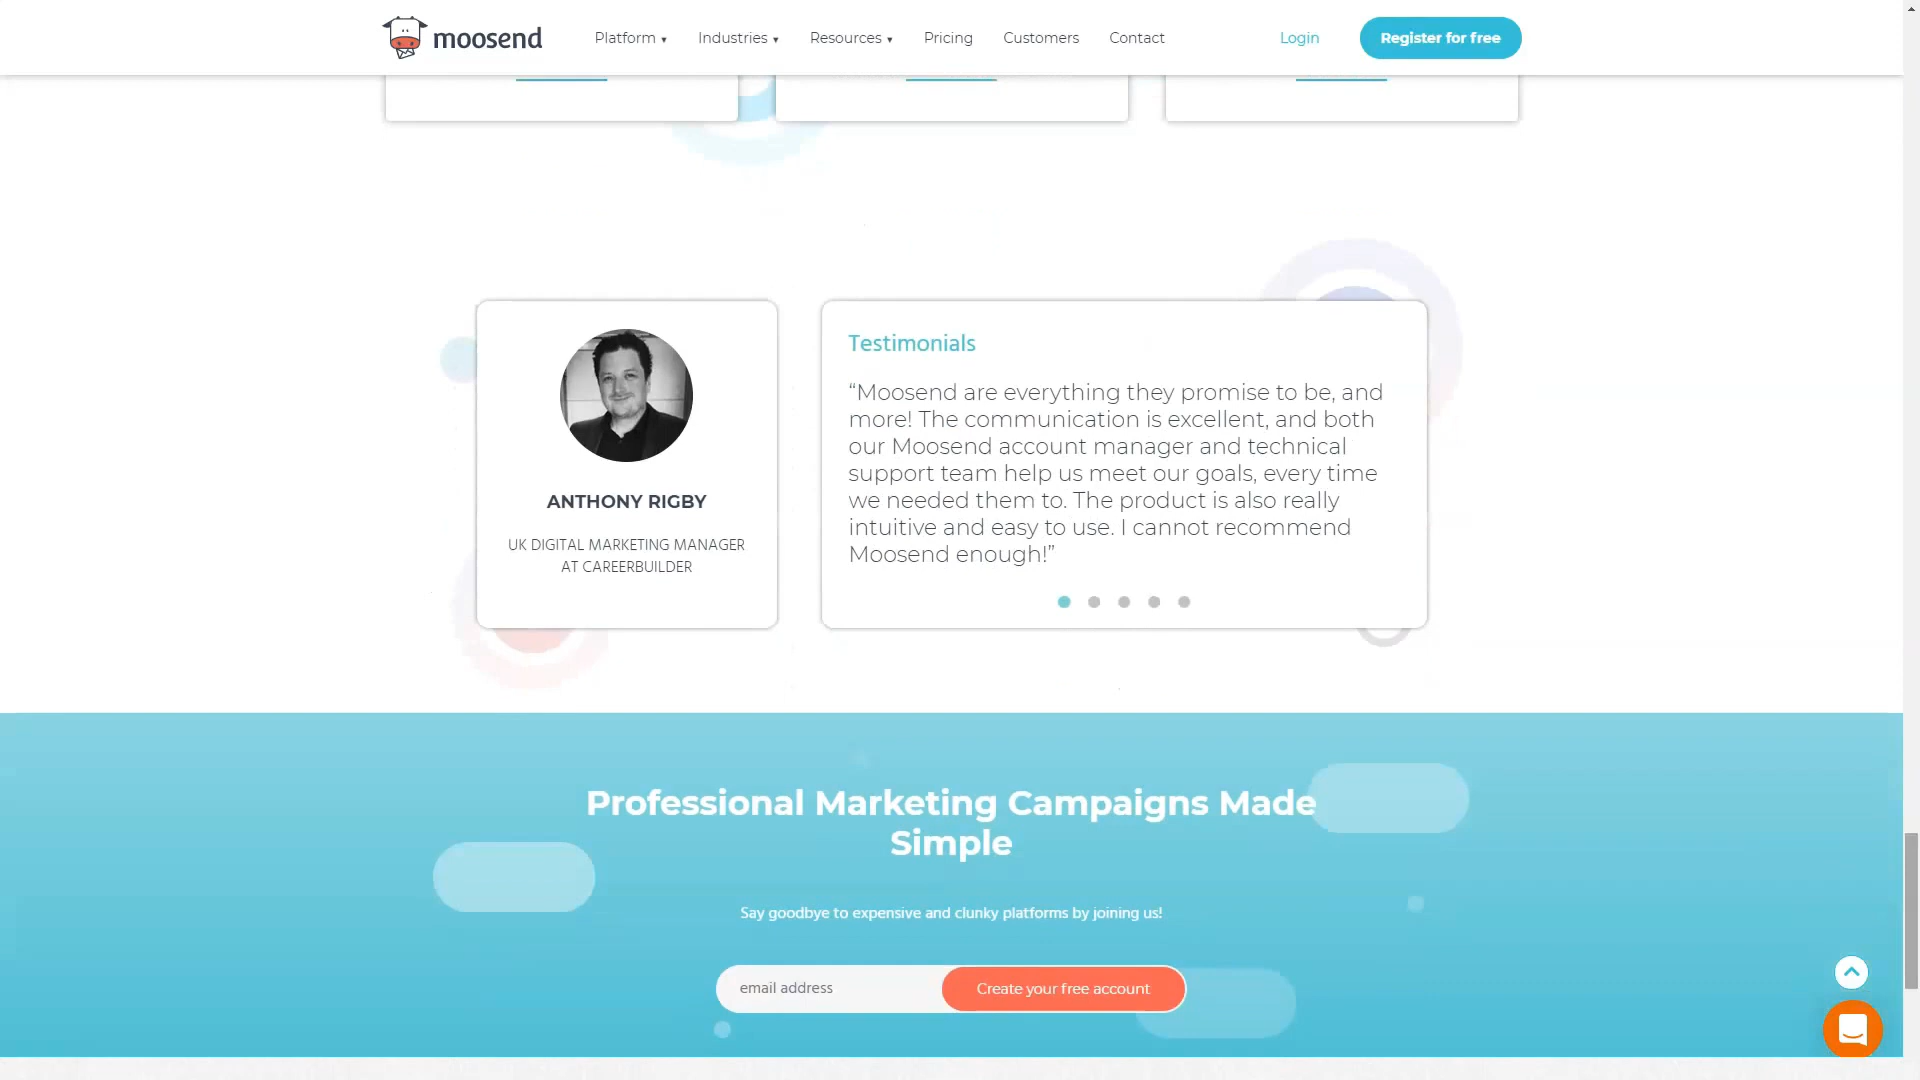 moosend
Platform ▾
Industries ▾
Resources ▾
Pricing
Customers
Contact
Login
Register for free
ANTHONY RIGBY
UK DIGITAL MARKETING MANAGER
AT CAREERBUILDER
Testimonials
“Moosend are everything they promise to be, and
more! The communication is excellent, and both
our Moosend account manager and technical
support team help us meet our goals, every time
we needed them to. The product is also really
intuitive and easy to use. I cannot recommend
Moosend enough!”
Professional Marketing Campaigns Made
Simple
Say goodbye to expensive and clunky platforms by joining us!
email address
Create your free account